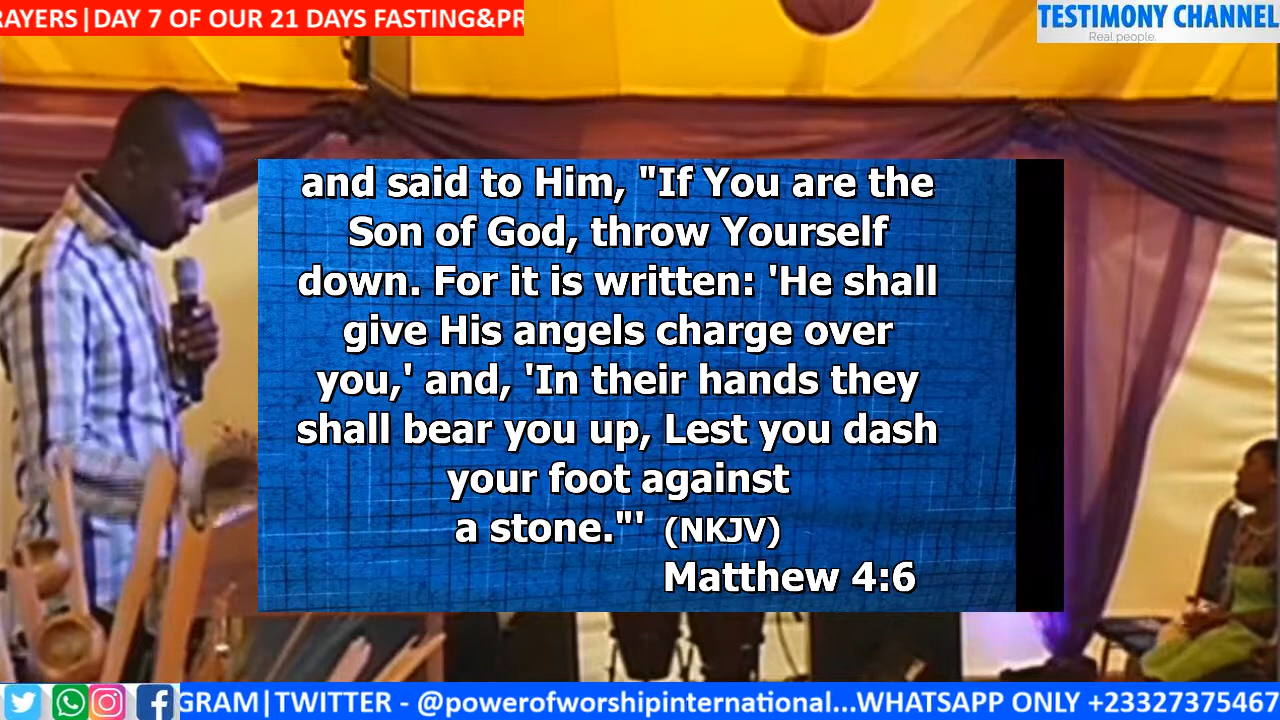 RAYERS|DAY 7 OF OUR 21 DAYS FASTING&PR
TESTIMONY CHANNEL
Real people.
and said to Him, "If You are the
Son of God, throw Yourself
down. For it is written: 'He shall
give His angels charge over
you,' and, 'In their hands they
shall bear you up, Lest you dash
your foot against
a stone."' (NKJV)
Matthew 4:6
GRAM|TWITTER - @powerofworshipinternational...WHATSAPP ONLY +23327375467